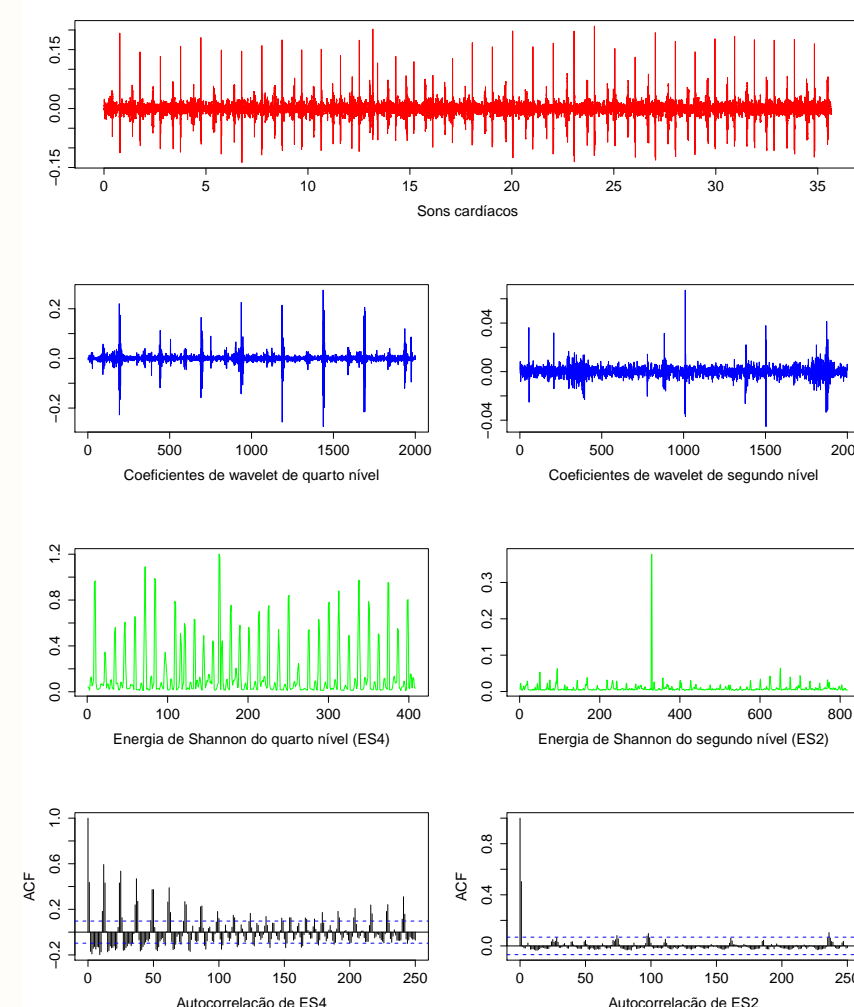 0.15
0.00
−0.15
0 5 10 15 20 25 30 35
Sons cardíacos
0.2
0.0
−0.2
0 500 1000 1500 2000
Coeficientes de wavelet de quarto nível
0.04
0.00
−0.04
0 500 1000 1500 200
Coeficientes de wavelet de segundo nível
1.2
0.8
0.4
0.0
0 100 200 300 400
Energia de Shannon do quarto nível (ES4)
0.3
0.2
0.1
0.0
0 200 400 600 800
Energia de Shannon do segundo nível (ES2)
ACF
1.0
0.6
0.2
−0.2
0 50 100 150 200 250
Autocorrelação de ES4
ACF
0.8
0.4
0.0
0 50 100 150 200 250
Autocorrelação de ES2